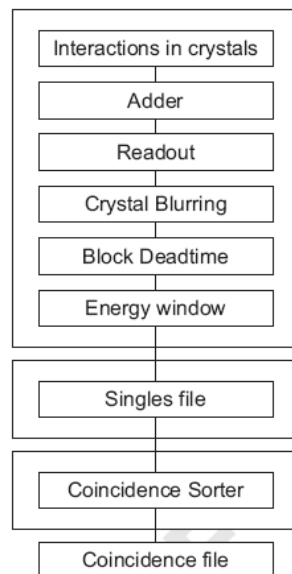 Interactions in crystals
Adder
Readout
Crystal Blurring
Block Deadtime
Energy window
Singles file
Coincidence Sorter
Coincidence file